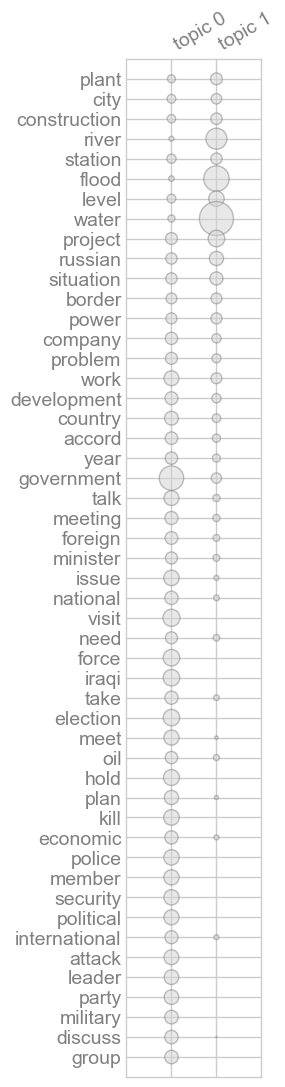 topic 0 topic 1
plant
city
construction
river
station
flood
level
water
project
russian
situation
border
power
company
problem
work
development
country
accord
year
government
talk
meeting
foreign
minister
issue
national
visit
need
force
iraqi
take
election
meet
oil
hold
plan
kill
economic
police
member
security
political
international
attack
leader
party
military
discuss
group